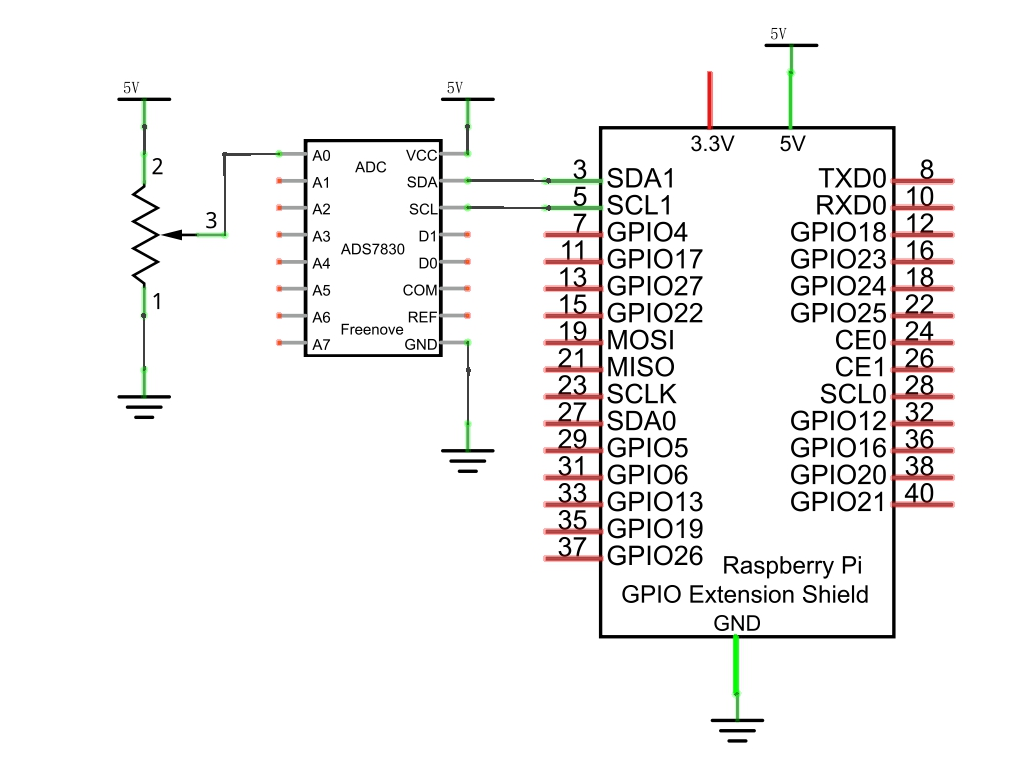 5V
2
3
1
5V
A0
A1
A2
A3
A4
A5
A6
A7
ADC
ADS7830
Freenove
VCC
SDA
SCL
D1
D0
COM
REF
GND
5V
3.3V 5V
3 SDA1 TXD0 8
5 SCL1 RXD0 10
7 GPIO4 GPIO18 12
11 GPIO17 GPIO23 16
13 GPIO27 GPIO24 18
15 GPIO22 GPIO25 22
19 MOSI CE0 24
21 MISO CE1 26
23 SCLK SCL0 28
27 SDA0 GPIO12 32
29 GPIO5 GPIO16 36
31 GPIO6 GPIO20 38
33 GPIO13 GPIO21 40
35 GPIO19
37 GPIO26
Raspberry Pi
GPIO Extension Shield
GND